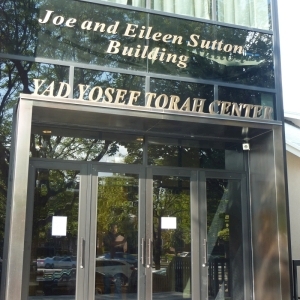 Joe and Eileen Sutton
Building
YAD YOSEF TORAH CENTER